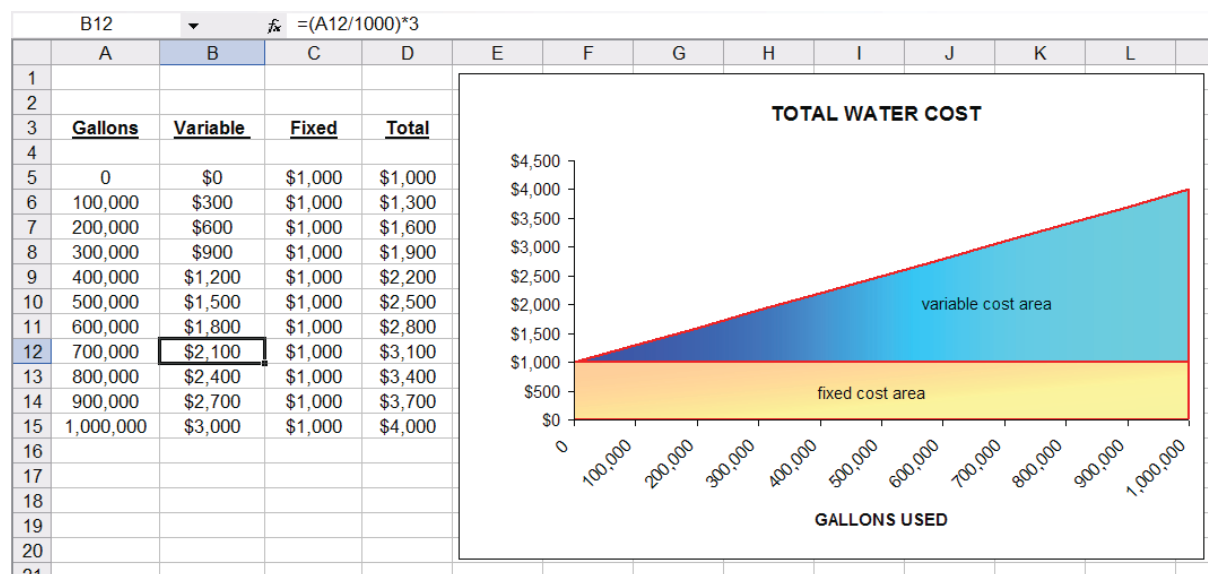 B12 fx =(A12/1000)*3
A B C D E F G H I J K L
1
2
3 Gallons Variable Fixed Total
4
5 0 $0 $1,000 $1,000
6 100,000 $300 $1,000 $1,300
7 200,000 $600 $1,000 $1,600
8 300,000 $900 $1,000 $1,900
9 400,000 $1,200 $1,000 $2,200
10 500,000 $1,500 $1,000 $2,500
11 600,000 $1,800 $1,000 $2,800
12 700,000 $2,100 $1,000 $3,100
13 800,000 $2,400 $1,000 $3,400
14 900,000 $2,700 $1,000 $3,700
15 1,000,000 $3,000 $1,000 $4,000
16
17
18
19
20
21
TOTAL WATER COST
$4,500
$4,000
$3,500
$3,000
$2,500
$2,000
$1,500
$1,000
$500
$0
variable cost area
fixed cost area
0 100,000 200,000 300,000 400,000 500,000 600,000 700,000 800,000 900,000 1,000,000
GALLONS USED